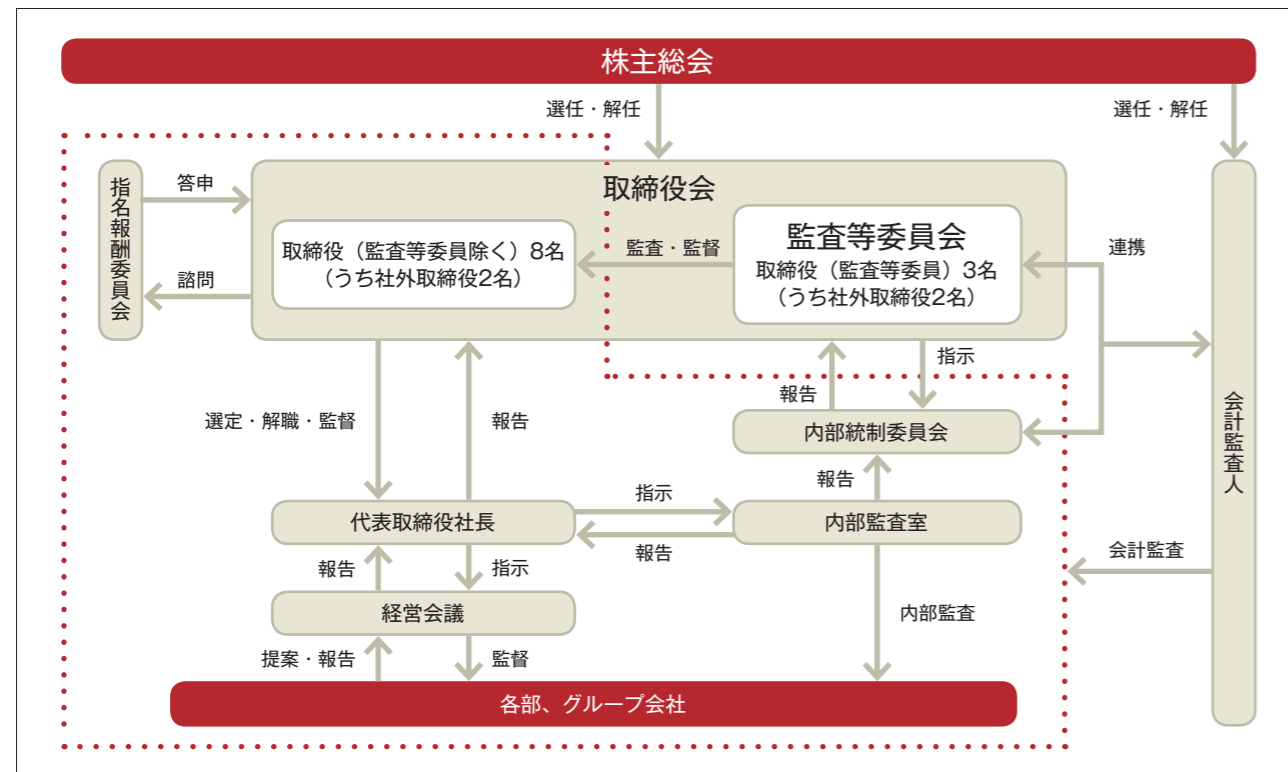 株主総会
選任・解任
選任・解任
指名報酬委員会
答申
諮問
取締役会
取締役（監査等委員除く）8名
（うち社外取締役2名）
監査・監督
監査等委員会
取締役（監査等委員）3名
（うち社外取締役2名）
連携
会計監査人
選定・解職・監督
報告
報告
指示
内部統制委員会
報告
代表取締役社長
指示
報告
内部監査室
会計監査
報告
指示
経営会議
内部監査
提案・報告
監督
各部、グループ会社